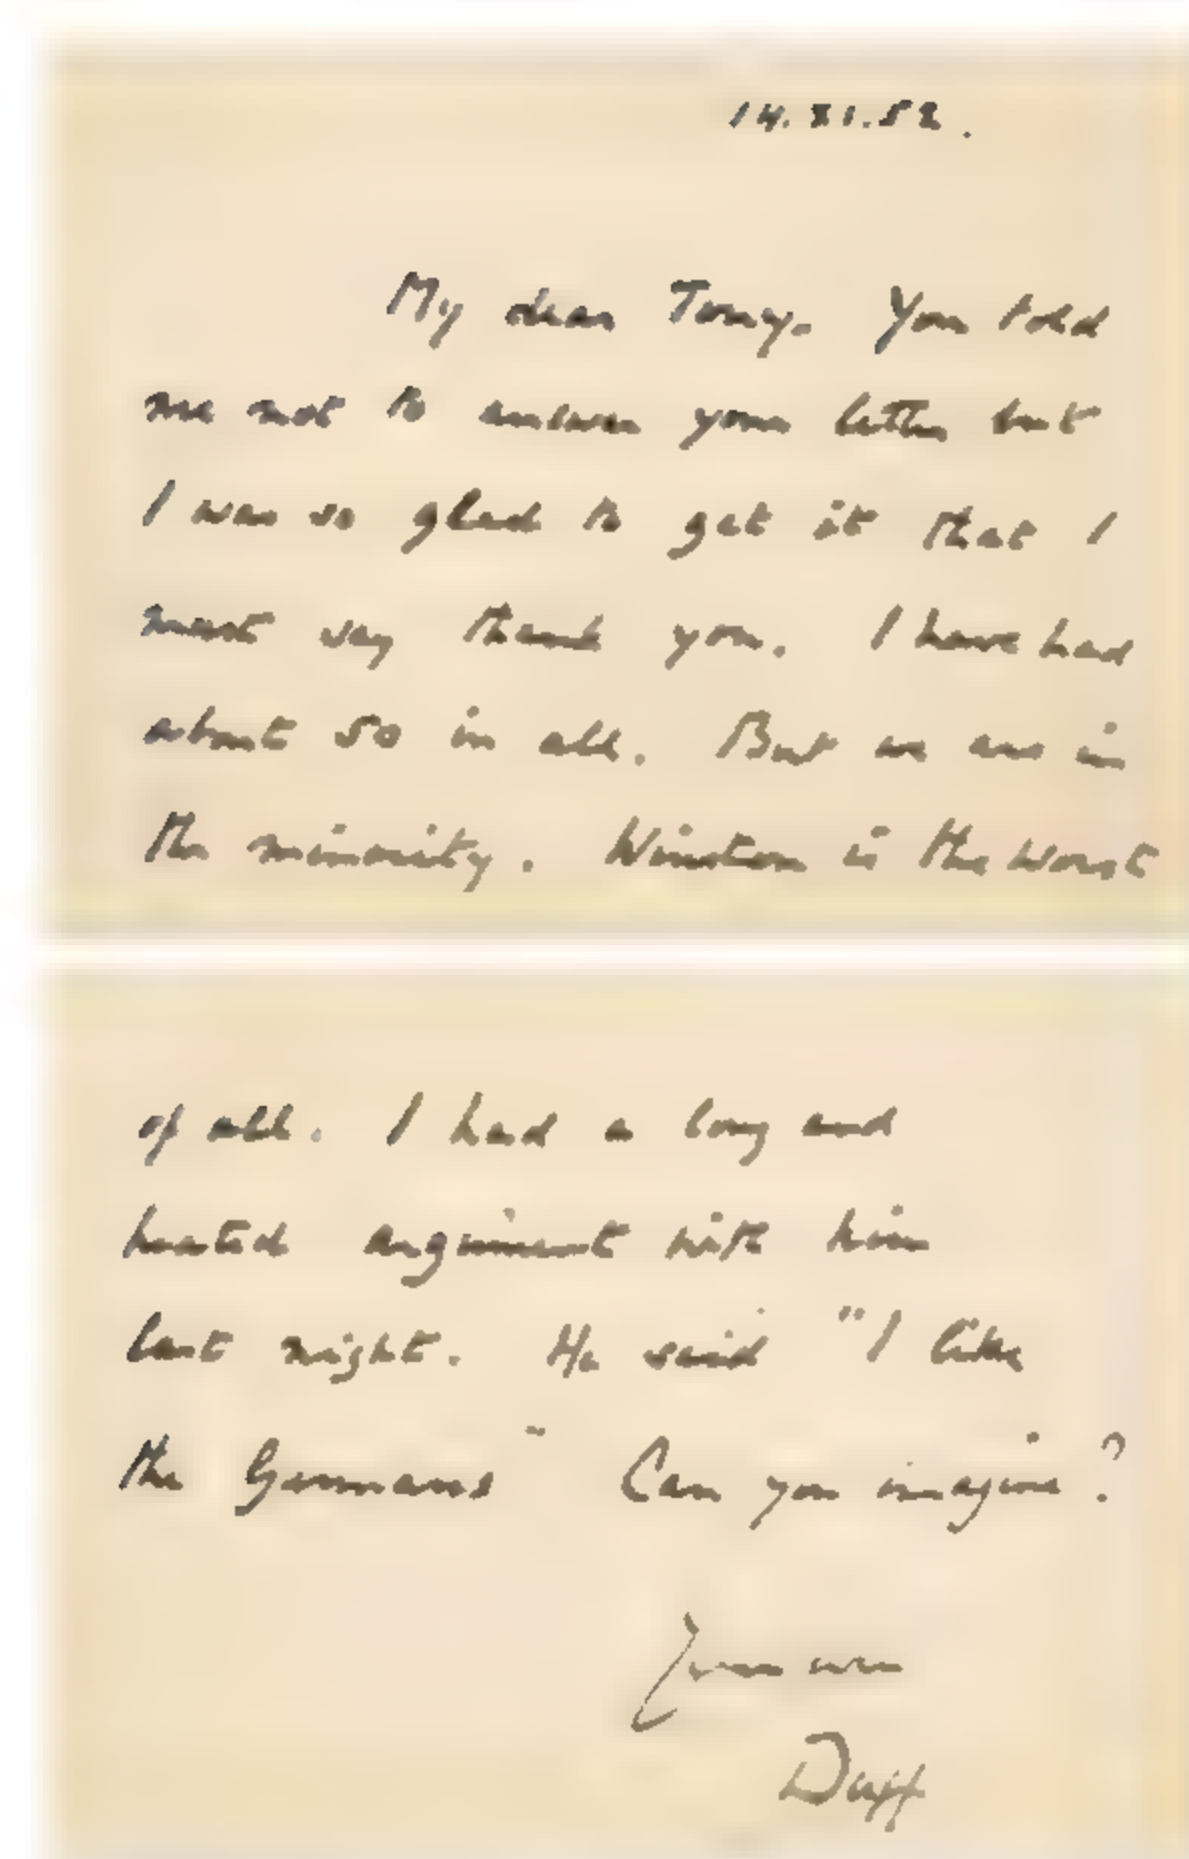 14.XI.52.
My dear Tony. You told
me not to answer your letter but
I was so glad to get it that I
must say thank you. I have had
about 50 in all. But we are in
the minority. Winston is the worst
of all. I had a long and
heated argument with him
last night. He said "I like
the Germans" Can you imagine?
Yours ever
Duff